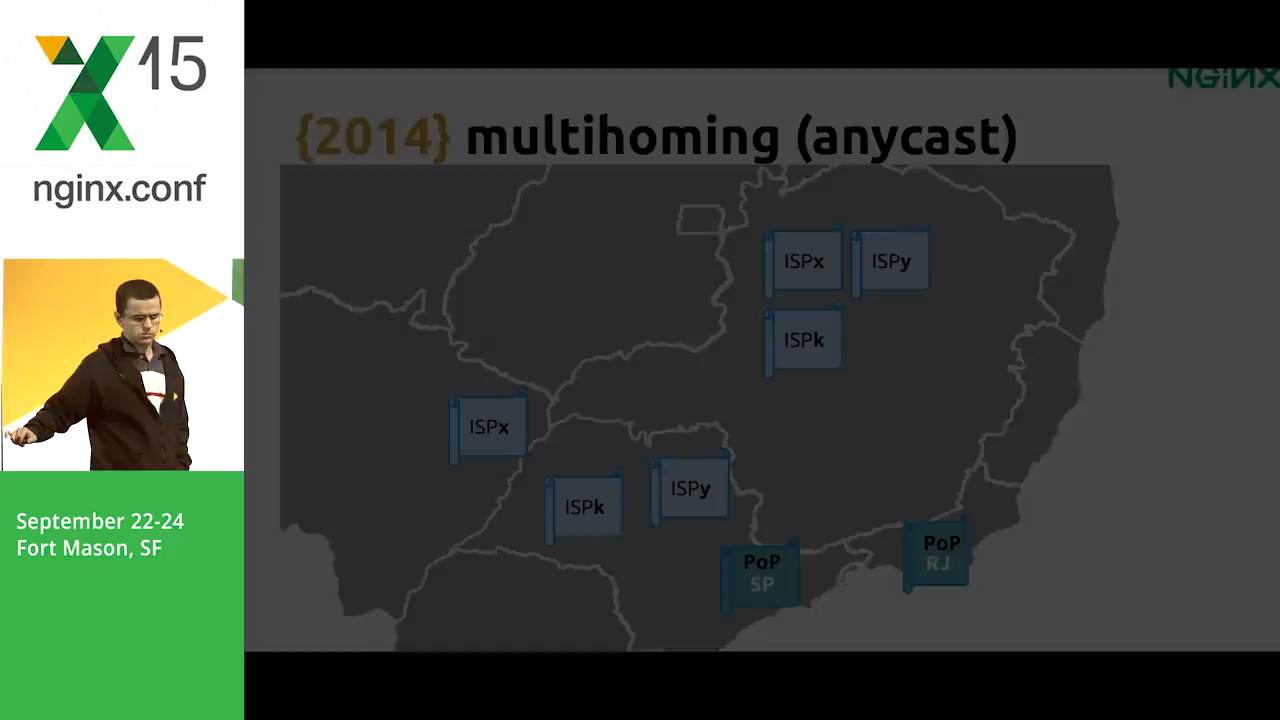 15
nginx.conf
September 22-24
Fort Mason, SF
NGINX
{2014} multihoming (anycast)
ISPx
ISPy
ISPk
ISPx
ISPk
ISPy
PoP
SP
PoP
RJ